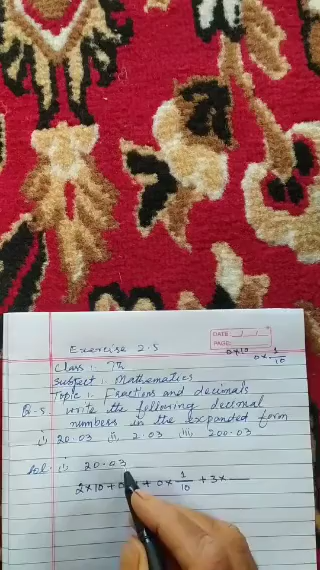 DATE
PAGE:
0×10
0×1/10
Exercise 2.5
Class: 7th
Subject: Mathematics
Topic: Fractions and decimals
Q.5 write the following decimal
numbers in the expanded form
i) 20.03 ii) 2.03 iii) 200.03
Sol. i) 20.03
2×10+0 + 0×1/10+3×